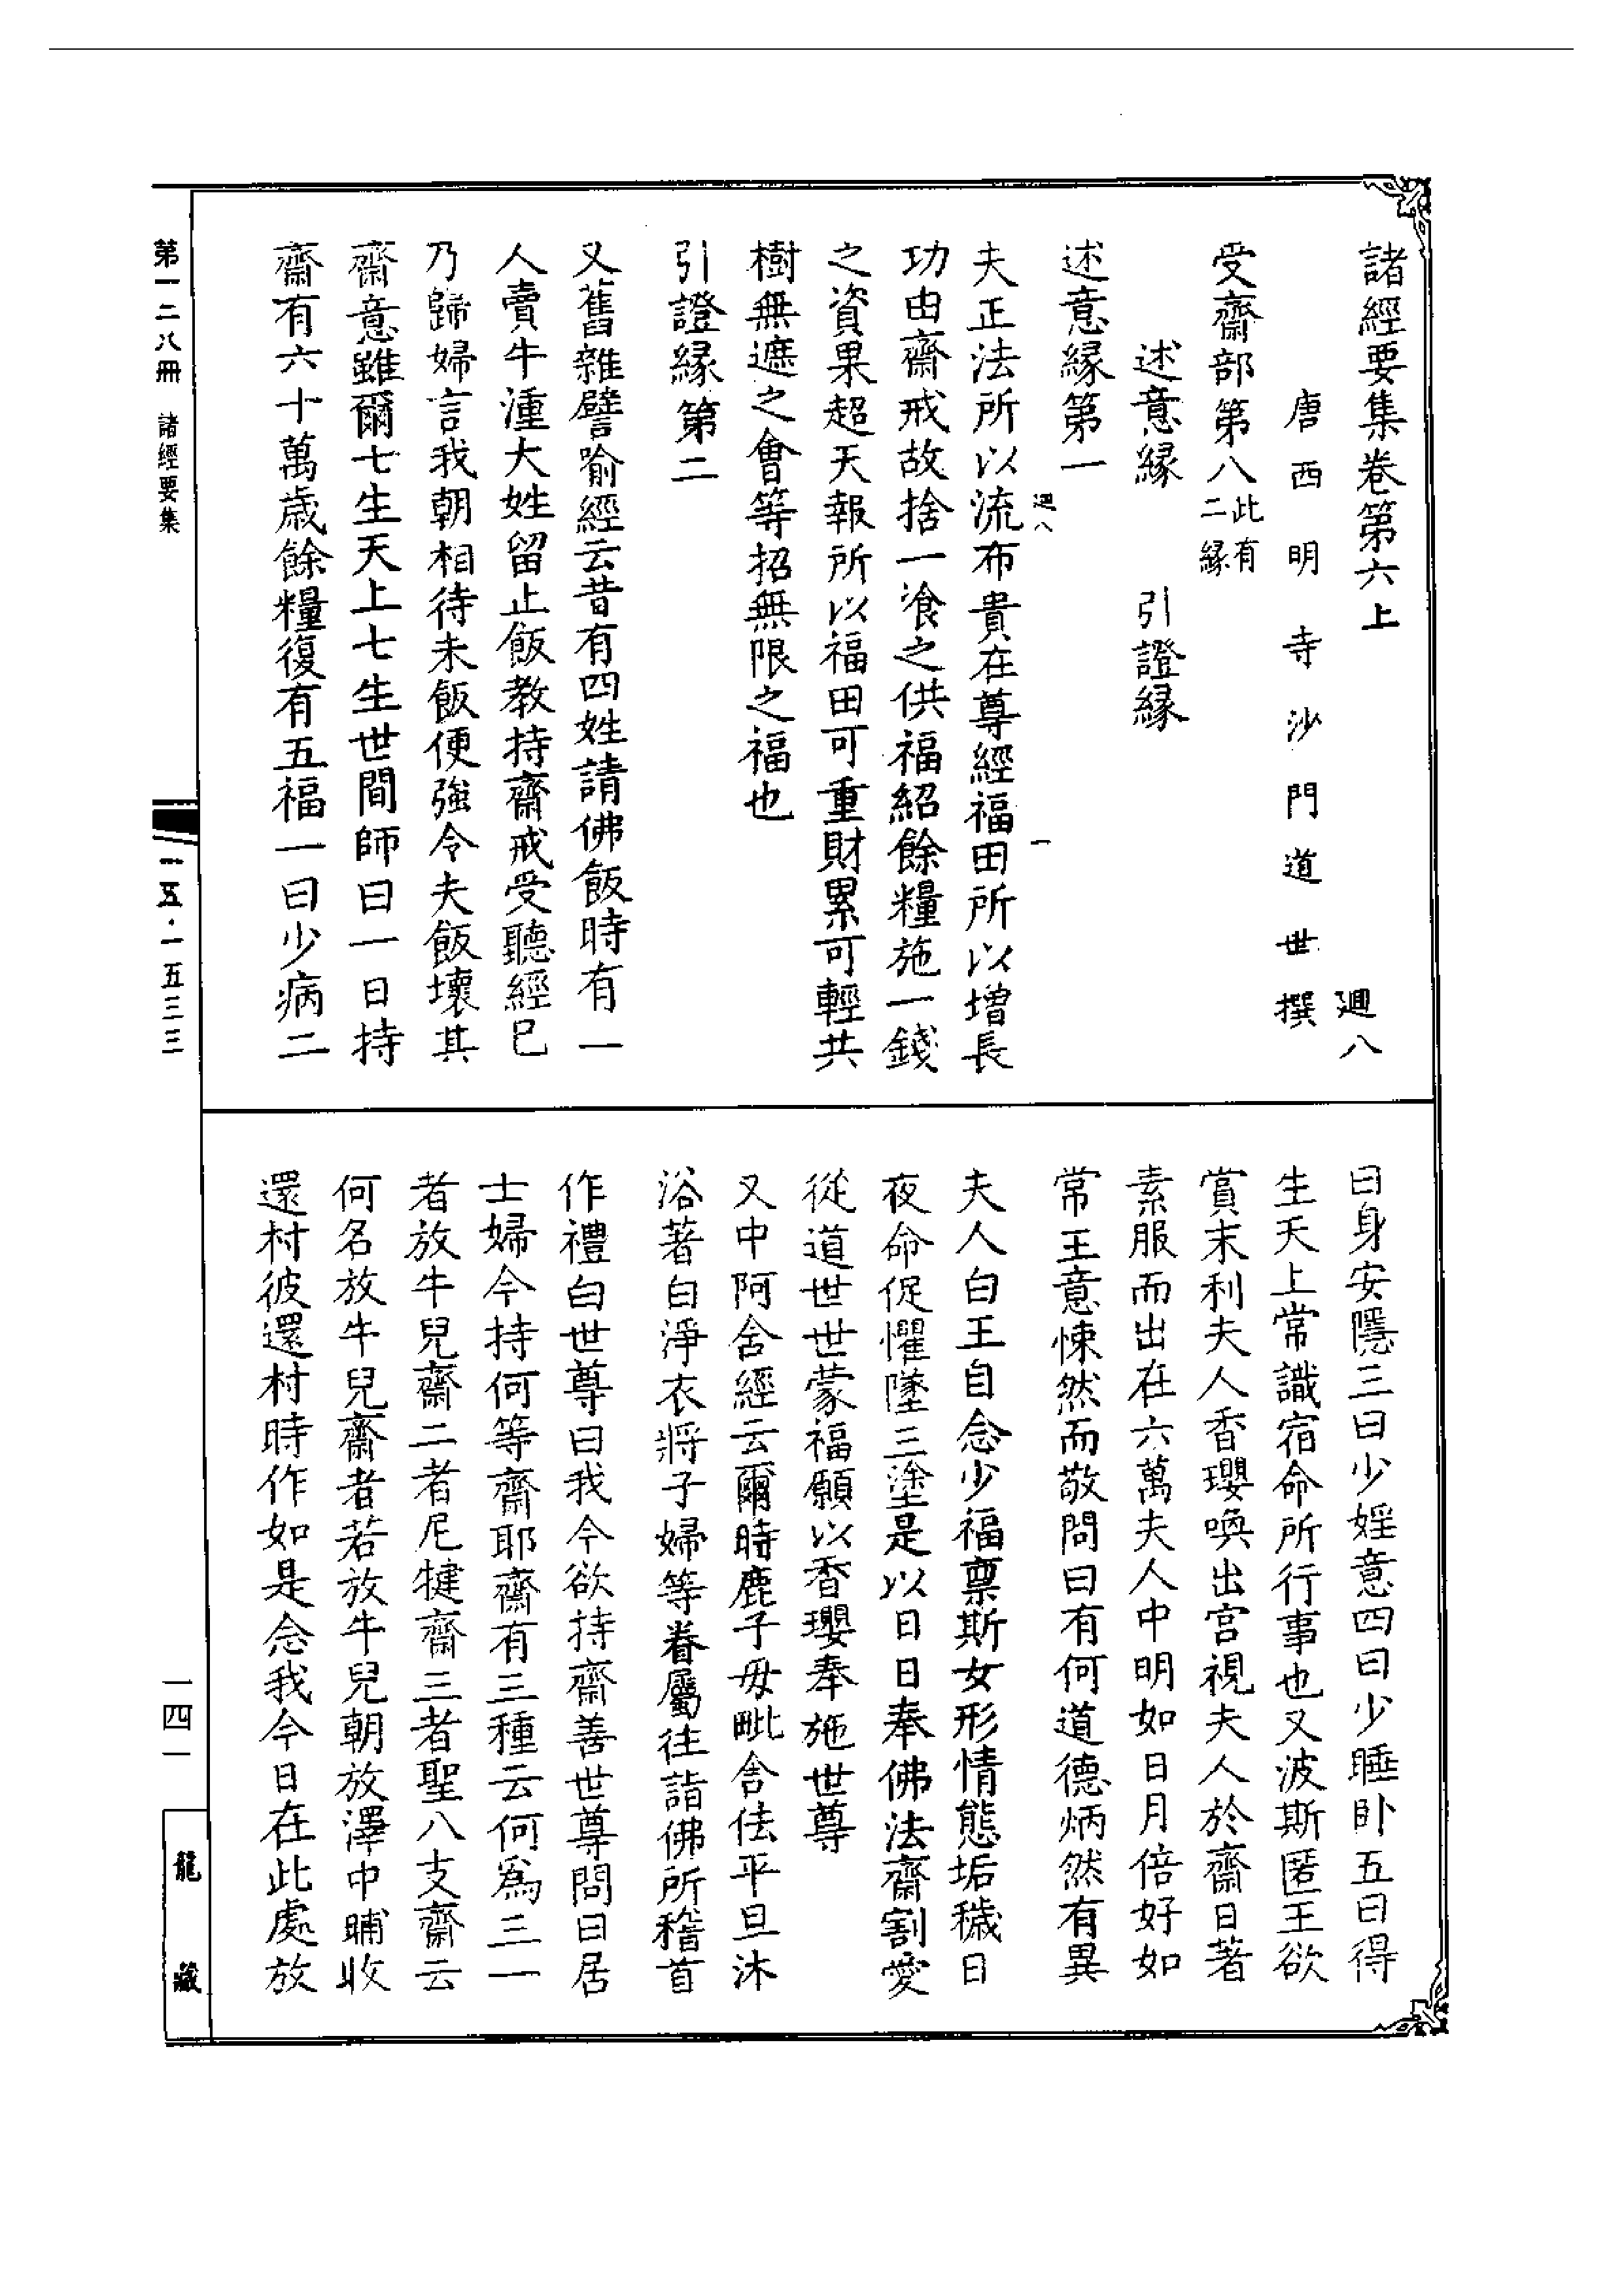 諸經要集卷第六上
週八
唐西明寺沙門道世撰
受齋部第八此有二緣
述意緣　引證緣
述意緣第一
週八　一
夫正法所以流布貴在尊經福田所以增長
功由齋戒故捨一飡之供福紹餘糧施一錢
之資果超天報所以福田可重財累可輕共
樹無遮之會等招無限之福也
引證緣第二
又舊雜譬喻經云昔有四姓請佛飯時有一
人賣牛湩大姓留止飯教持齋戒受聽經已
乃歸婦言我朝相待未飯便強令夫飯壞其
齋意雖爾七生天上七生世間師曰一日持
齋有六十萬歲餘糧復有五福一曰少病二
曰身安隱三曰少婬意四曰少睡卧五曰得
生天上常識宿命所行事也又波斯匿王欲
賞末利夫人香瓔喚出宮視夫人於齋日著
素服而出在六萬夫人中明如日月倍好如
常王意悚然而敬問曰有何道德炳然有異
夫人白王自念少福稟斯女形情態垢穢日
夜命促懼墜三塗是以日日奉佛法齋割愛
從道世世蒙福願以香瓔奉施世尊
又中阿含經云爾時鹿子母毗舍佉平旦沐
浴著白淨衣將子婦等眷屬往詣佛所稽首
作禮白世尊曰我今欲持齋善世尊問曰居
士婦今持何等齋耶齋有三種云何為三一
者放牛兒齋二者尼犍齋三者聖八支齋云
何名放牛兒齋者若放牛兒朝放澤中晡收
還村彼還村時作如是念我今日在此處放
第一二八冊　諸經要集
一五·一五三三
一四一
龍藏